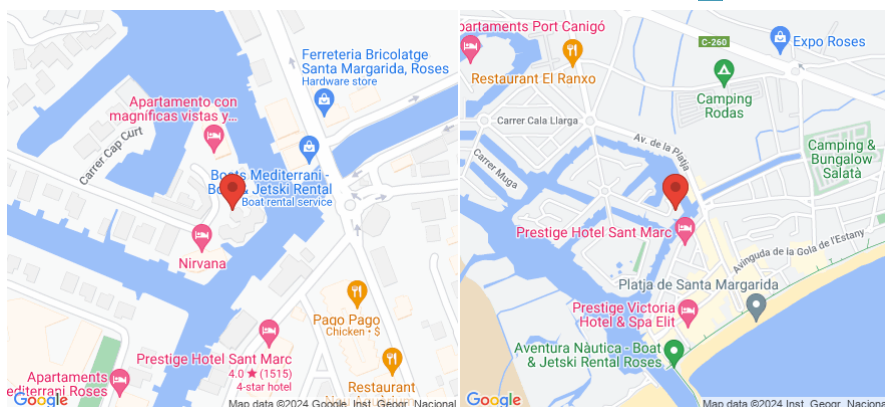 Ferreteria Bricolatge
Santa Margarida, Roses
Hardware store
Apartamento con
magníficas vistas y...
Carrer Cap Curt
Boats Mediterrani -
& Jetski Rental
Boat rental service
Nirvana
Pago Pago
Chicken • $
Prestige Hotel Sant Marc
4.0 ★ (1515)
4-star hotel
Restaurant
Apartaments
Mediterrani Roses
Google
Map data ©2024 Google, Inst. Geogr. Nacional
partaments Port Canigó
Restaurant El Ranxo
C-260
Expo Roses
Camping
Rodas
Carrer Cala Llarga
Av. de la Platja
Camping &
Bungalow
Salatà
Carrer Muga
Prestige Hotel Sant Marc
Avinguda de la Gola de l'Estany
Platja de Santa Margarida
Prestige Victoria
Hotel & Spa Elit
Aventura Nàutica - Boat
& Jetski Rental Roses
Google
Map data ©2024 Inst. Geogr. Nacional